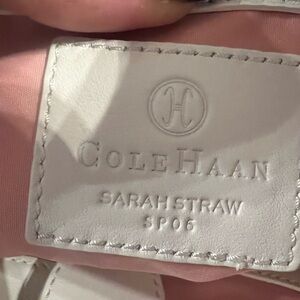 H
COLE HAAN
SARAH STRAW
SP06